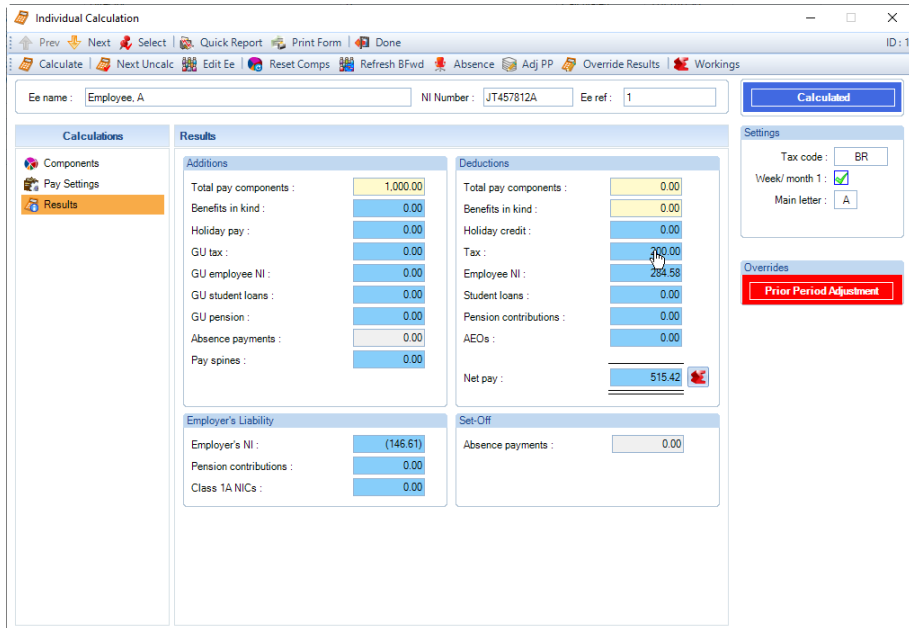 Individual Calculation
Prev Next Select Quick Report Print Form Done ID : 1
Calculate Next Uncalc Edit Ee Reset Comps Refresh BFwd Absence Adj PP Override Results Workings
Ee name : Employee, A NI Number : JT457812A Ee ref : 1 Calculated
Calculations
Components
Pay Settings
Results
Results
Additions
Total pay components : 1,000.00
Benefits in kind : 0.00
Holiday pay : 0.00
GU tax : 0.00
GU employee NI : 0.00
GU student loans : 0.00
GU pension : 0.00
Absence payments : 0.00
Pay spines : 0.00
Deductions
Total pay components : 0.00
Benefits in kind : 0.00
Holiday credit : 0.00
Tax : 200.00
Employee NI : 284.58
Student loans : 0.00
Pension contributions : 0.00
AEOs : 0.00
Net pay : 515.42
Employer's Liability
Employer's NI : (146.61)
Pension contributions : 0.00
Class 1A NICs : 0.00
Set-Off
Absence payments : 0.00
Settings
Tax code : BR
Week/ month 1 :
Main letter : A
Overrides
Prior Period Adjustment